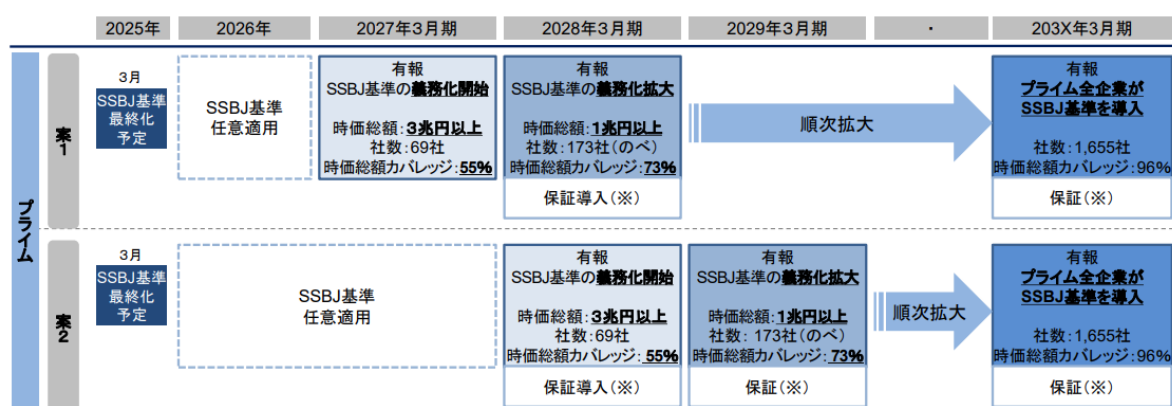 2025年
2026年
2027年3月期
2028年3月期
2029年3月期
・
203X年3月期
プライム
案1
3月
SSBJ基準
最終化
予定
SSBJ基準
任意適用
有報
SSBJ基準の義務化開始
時価総額:3兆円以上
社数:69社
時価総額カバレッジ:55%
有報
SSBJ基準の義務化拡大
時価総額:1兆円以上
社数:173社(のべ)
時価総額カバレッジ:73%
保証導入(※)
順次拡大
有報
プライム全企業が
SSBJ基準を導入
社数:1,655社
時価総額カバレッジ:96%
保証(※)
案2
3月
SSBJ基準
最終化
予定
SSBJ基準
任意適用
有報
SSBJ基準の義務化開始
時価総額:3兆円以上
社数:69社
時価総額カバレッジ:55%
保証導入(※)
有報
SSBJ基準の義務化拡大
時価総額:1兆円以上
社数:173社(のべ)
時価総額カバレッジ:73%
保証(※)
順次拡大
有報
プライム全企業が
SSBJ基準を導入
社数:1,655社
時価総額カバレッジ:96%
保証(※)